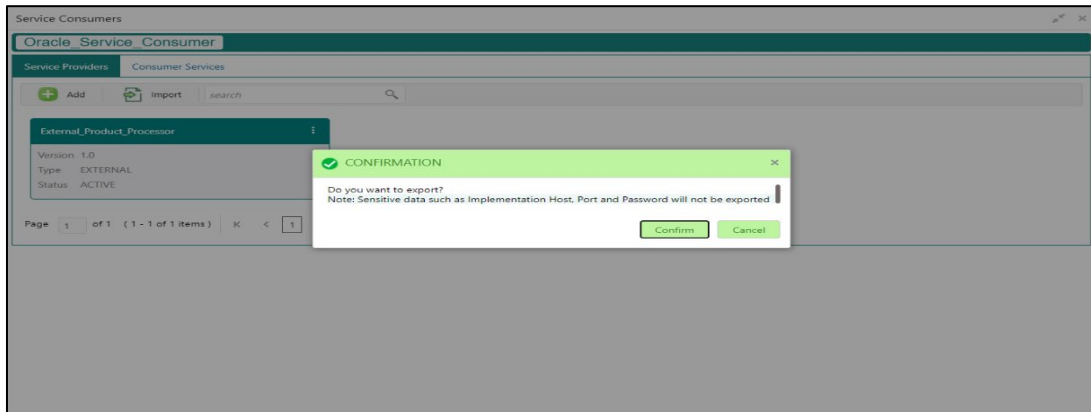 Service Consumers
Oracle_Service_Consumer
Service Providers Consumer Services
Add Import search
External_Product_Processor
Version 1.0
Type EXTERNAL
Status ACTIVE
Page 1 of 1 (1 - 1 of 1 items) K < 1
CONFIRMATION
Do you want to export?
Note: Sensitive data such as Implementation Host, Port and Password will not be exported
Confirm Cancel